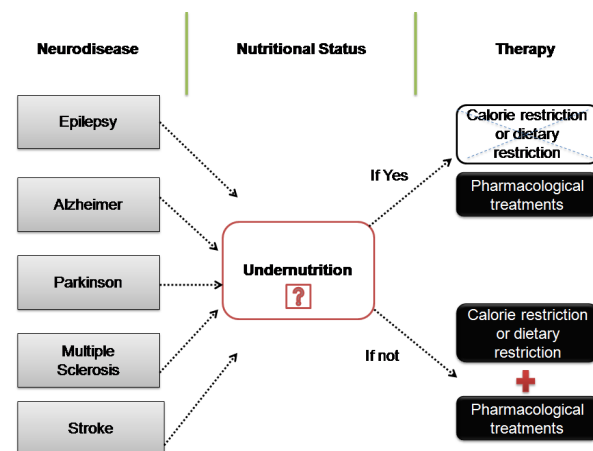 Neurodisease
Nutritional Status
Therapy
Epilepsy
Alzheimer
Parkinson
Multiple
Sclerosis
Stroke
Undernutrition
?
If Yes
If not
Calorie restriction
or dietary
restriction
Pharmacological
treatments
Calorie restriction
or dietary
restriction
Pharmacological
treatments